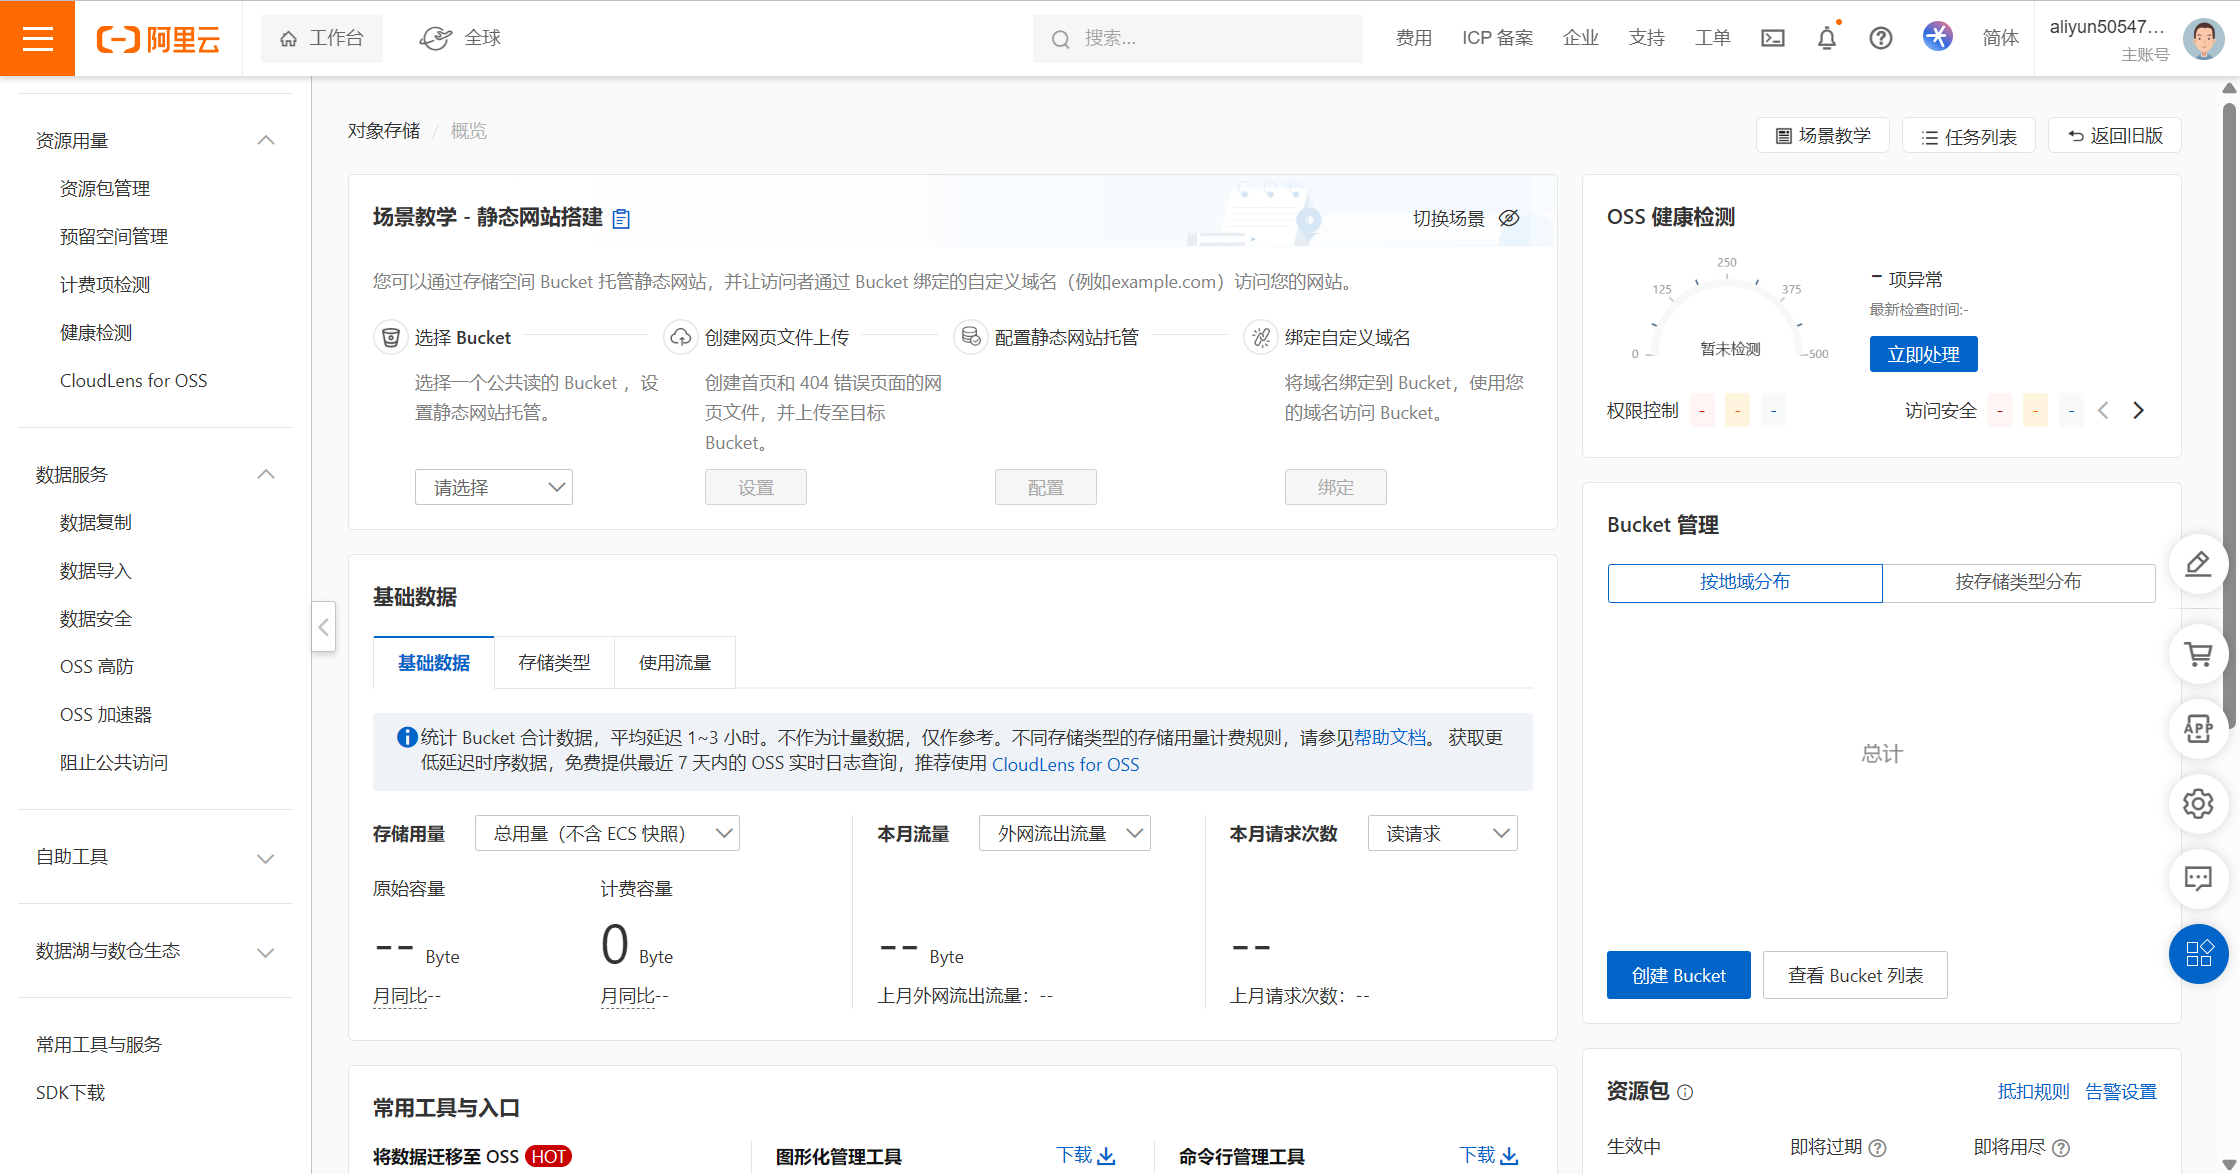 阿里云
工作台
全球
搜索...
费用
ICP 备案
企业
支持
工单
简体
aliyun50547...
主账号
资源用量
资源包管理
预留空间管理
计费项检测
健康检测
CloudLens for OSS
数据服务
数据复制
数据导入
数据安全
OSS 高防
OSS 加速器
阻止公共访问
自助工具
数据湖与数仓生态
常用工具与服务
SDK下载
对象存储 / 概览
场景教学
任务列表
返回旧版
场景教学 - 静态网站搭建
切换场景
您可以通过存储空间 Bucket 托管静态网站，并让访问者通过 Bucket 绑定的自定义域名（例如example.com）访问您的网站。
选择 Bucket
选择一个公共读的 Bucket ，设
置静态网站托管。
请选择
创建网页文件上传
创建首页和 404 错误页面的网
页文件，并上传至目标
Bucket。
设置
配置静态网站托管
配置
绑定自定义域名
将域名绑定到 Bucket，使用您
的域名访问 Bucket。
绑定
基础数据
基础数据
存储类型
使用流量
统计 Bucket 合计数据，平均延迟 1~3 小时。不作为计量数据，仅作参考。不同存储类型的存储用量计费规则，请参见帮助文档。 获取更
低延迟时序数据，免费提供最近 7 天内的 OSS 实时日志查询，推荐使用 CloudLens for OSS
存储用量
总用量（不含 ECS 快照）
原始容量
-- Byte
月同比--
计费容量
0 Byte
月同比--
本月流量
外网流出流量
-- Byte
上月外网流出流量：--
本月请求次数
读请求
--
上月请求次数：--
常用工具与入口
将数据迁移至 OSS HOT
图形化管理工具
下载
命令行管理工具
下载
OSS 健康检测
0
125
250
375
500
暂未检测
- 项异常
最新检查时间:-
立即处理
权限控制 - - -
访问安全 - - -
Bucket 管理
按地域分布
按存储类型分布
总计
创建 Bucket
查看 Bucket 列表
资源包
抵扣规则
告警设置
生效中
即将过期
即将用尽
APP